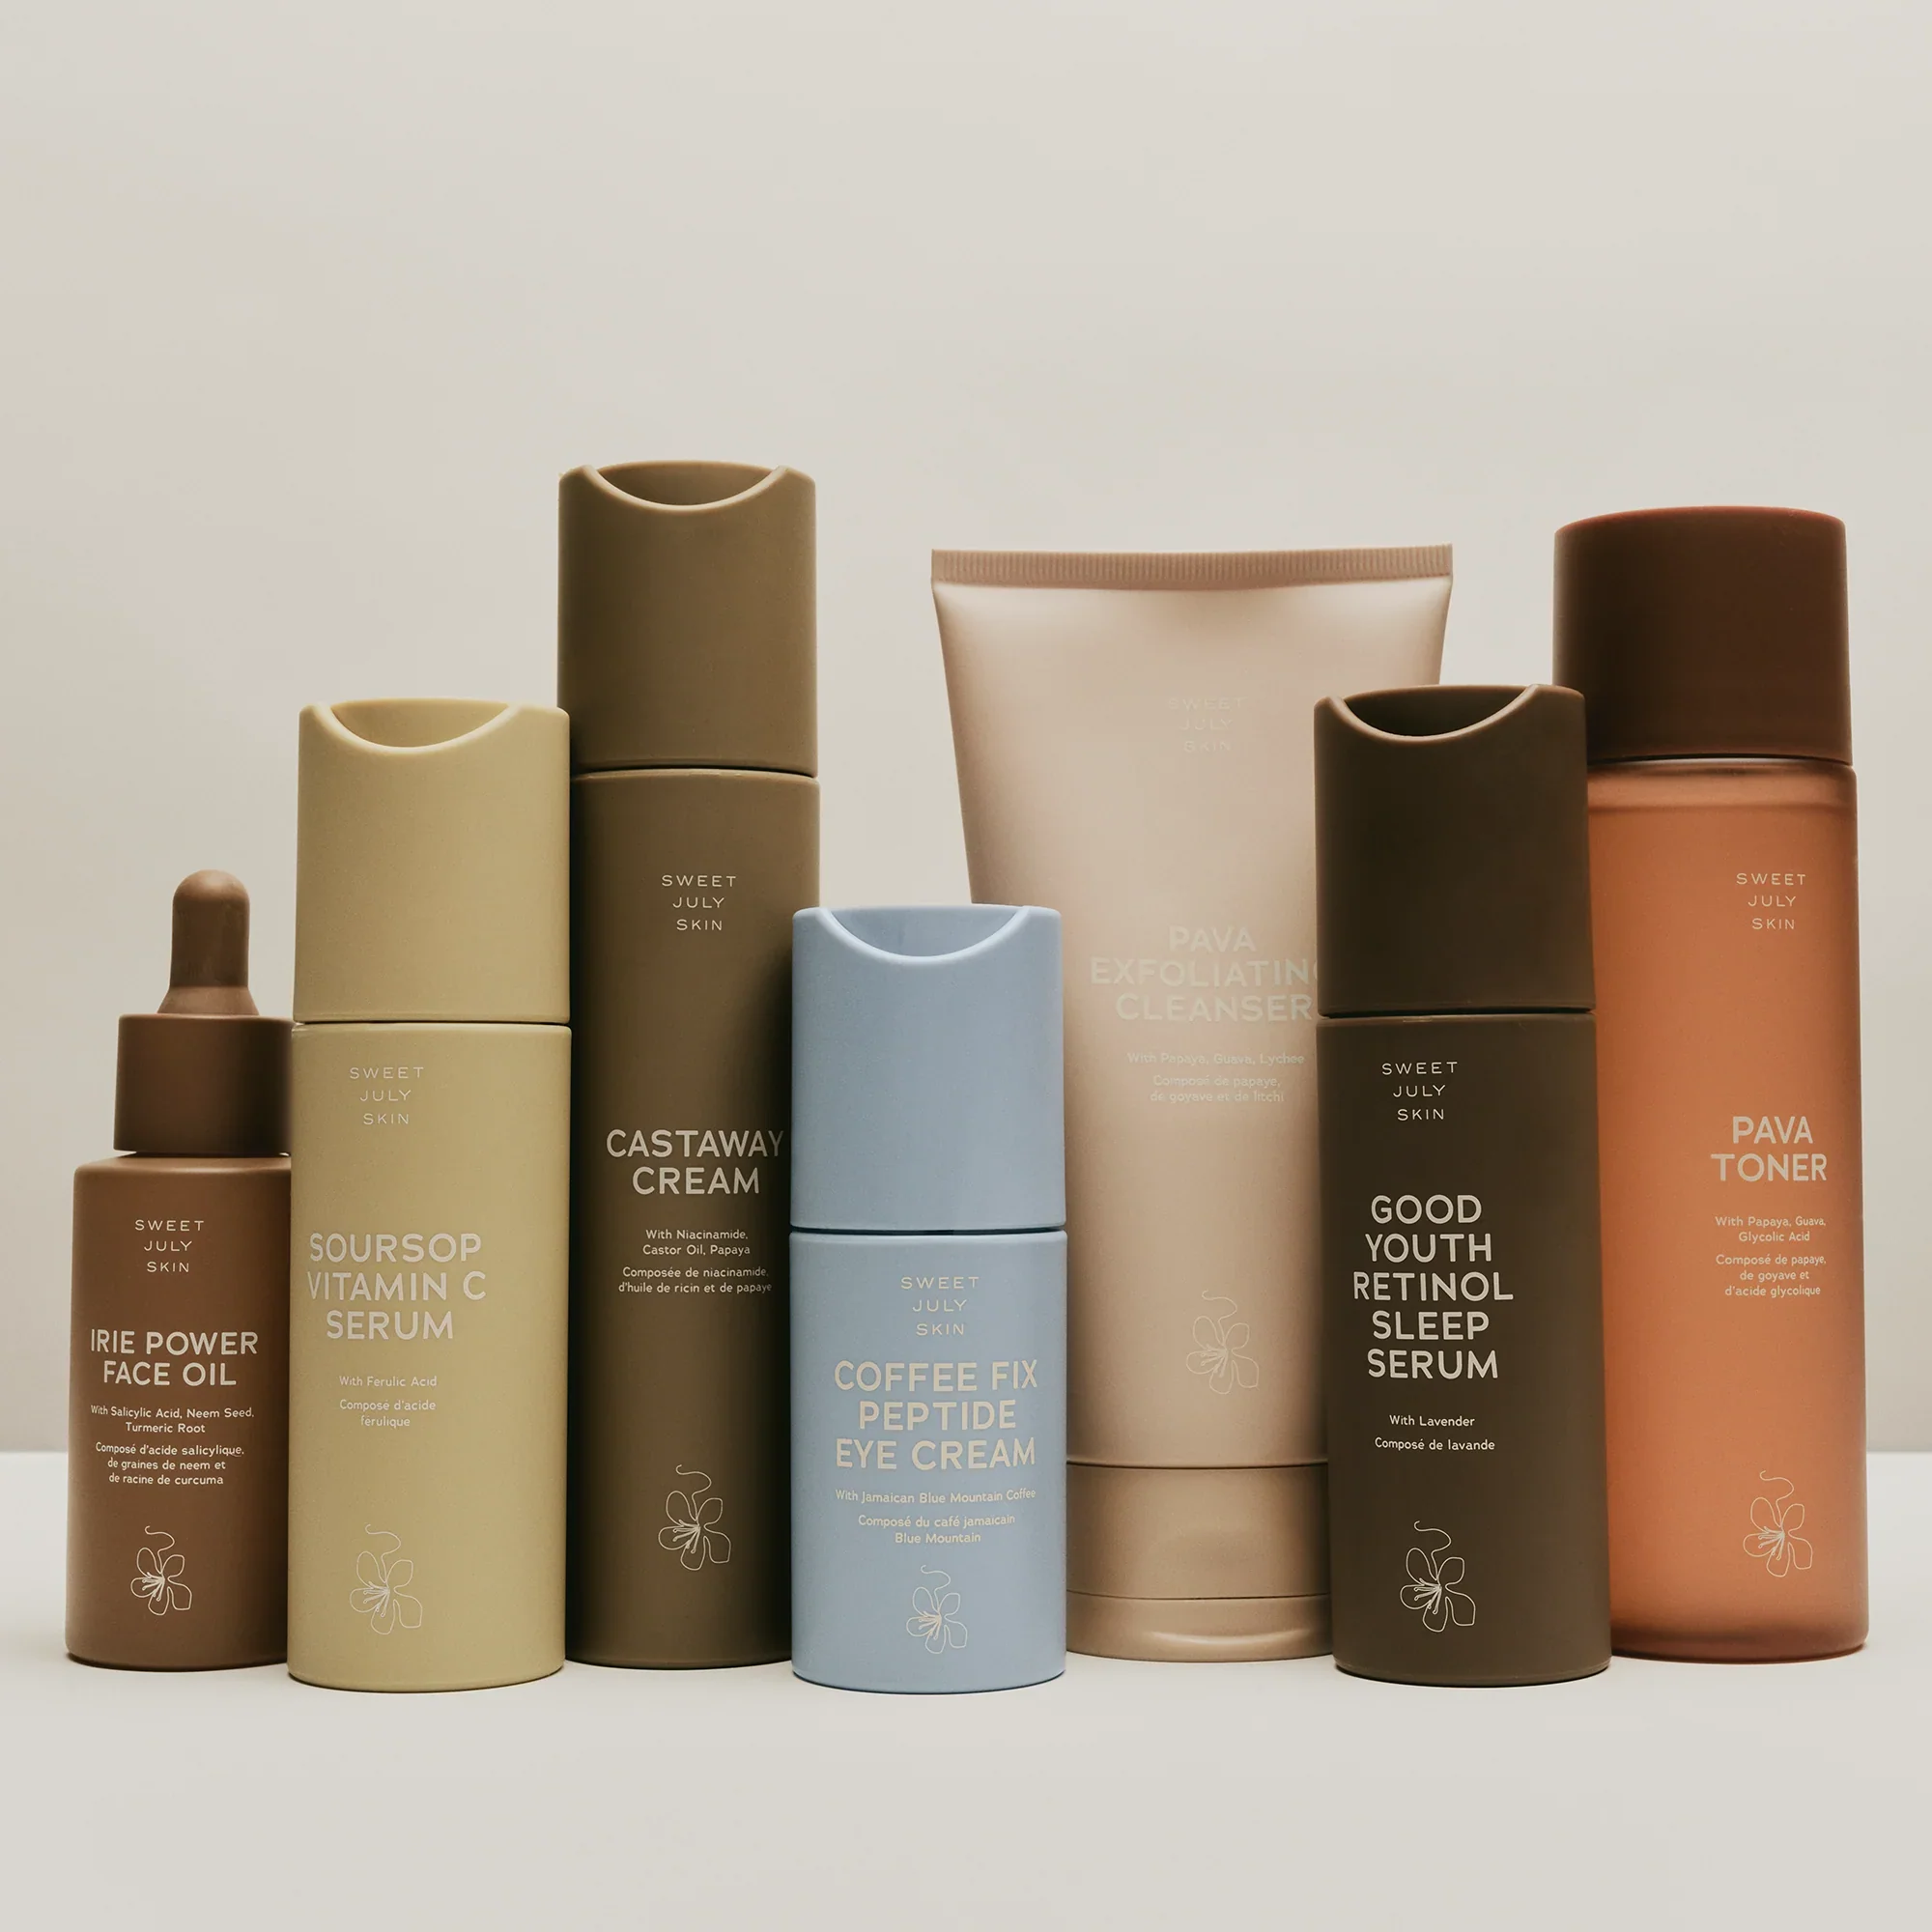 SWEET
JULY
SKIN
IRIE POWER
FACE OIL
With Salicylic Acid, Neem Seed,
Turmeric Root
Composé d'acide salicylique,
de graines de neem et
de racine de curcuma
SWEET
JULY
SKIN
SOURSOP
VITAMIN C
SERUM
With Ferulic Acid
Composé d'acide
férulique
SWEET
JULY
SKIN
CASTAWAY
CREAM
With Niacinamide,
Castor Oil, Papaya
Composée de niacinamide,
d'huile de ricin et de papaye
SWEET
JULY
SKIN
COFFEE FIX
PEPTIDE
EYE CREAM
With Jamaican Blue Mountain Coffee
Composé du café jamaicain
Blue Mountain
SWEET
JULY
SKIN
PAVA
EXFOLIATING
CLEANSER
With Papaya, Guava, Lychee
Composé de papaye,
de goyave et de litchi
SWEET
JULY
SKIN
GOOD
YOUTH
RETINOL
SLEEP
SERUM
With Lavender
Composé de lavande
SWEET
JULY
SKIN
PAVA
TONER
With Papaya, Guava,
Glycolic Acid
Composé de papaye,
de goyave et
d'acide glycolique